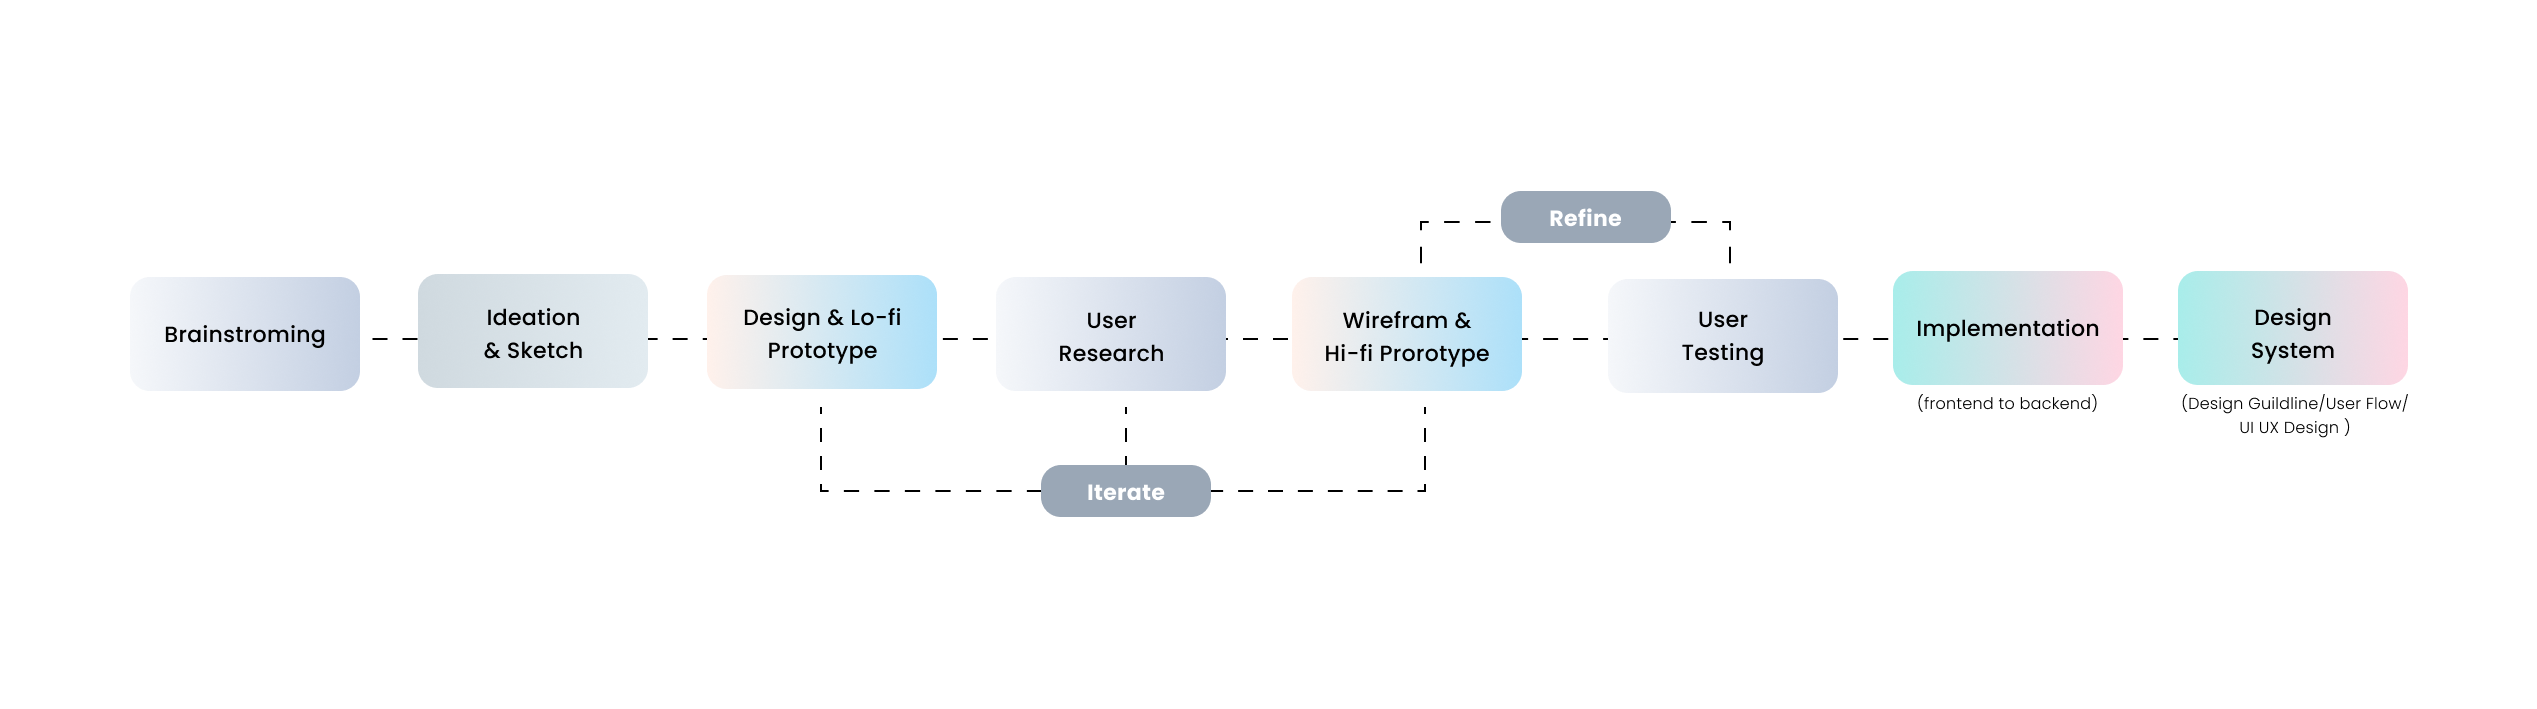 Refine
Brainstroming
Ideation
& Sketch
Design & Lo-fi
Prototype
User
Research
Wirefram &
Hi-fi Prorotype
User
Testing
Implementation
(frontend to backend)
Design
System
(Design Guildline/User Flow/
UI UX Design )
Iterate